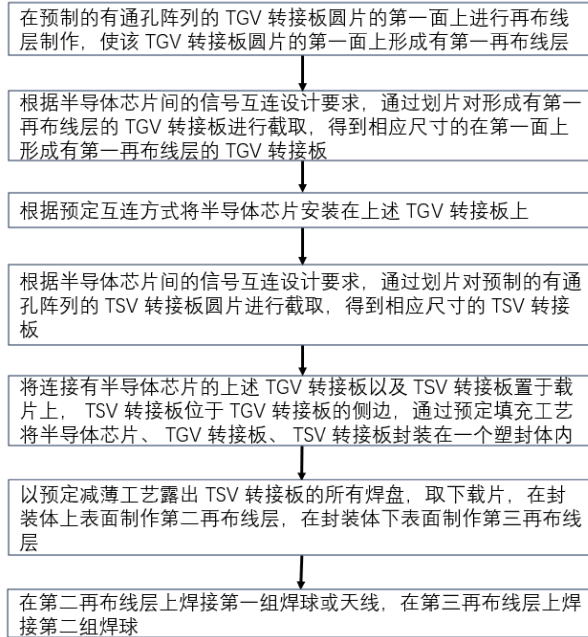 在预制的有通孔阵列的 TGV 转接板圆片的第一面上进行再布线
层制作，使该 TGV 转接板圆片的第一面上形成有第一再布线层
根据半导体芯片间的信号互连设计要求，通过划片对形成有第一
再布线层的 TGV 转接板进行截取，得到相应尺寸的在第一面上
形成有第一再布线层的 TGV 转接板
根据预定互连方式将半导体芯片安装在上述 TGV 转接板上
根据半导体芯片间的信号互连设计要求，通过划片对预制的有通
孔阵列的 TSV 转接板圆片进行截取，得到相应尺寸的 TSV 转接
板
将连接有半导体芯片的上述 TGV 转接板以及 TSV 转接板置于载
片上， TSV 转接板位于 TGV 转接板的侧边，通过预定填充工艺
将半导体芯片、 TGV 转接板、 TSV 转接板封装在一个塑封体内
以预定减薄工艺露出 TSV 转接板的所有焊盘，取下载片，在封
装体上表面制作第二再布线层，在封装体下表面制作第三再布线
层
在第二再布线层上焊接第一组焊球或天线，在第三再布线层上焊
接第二组焊球